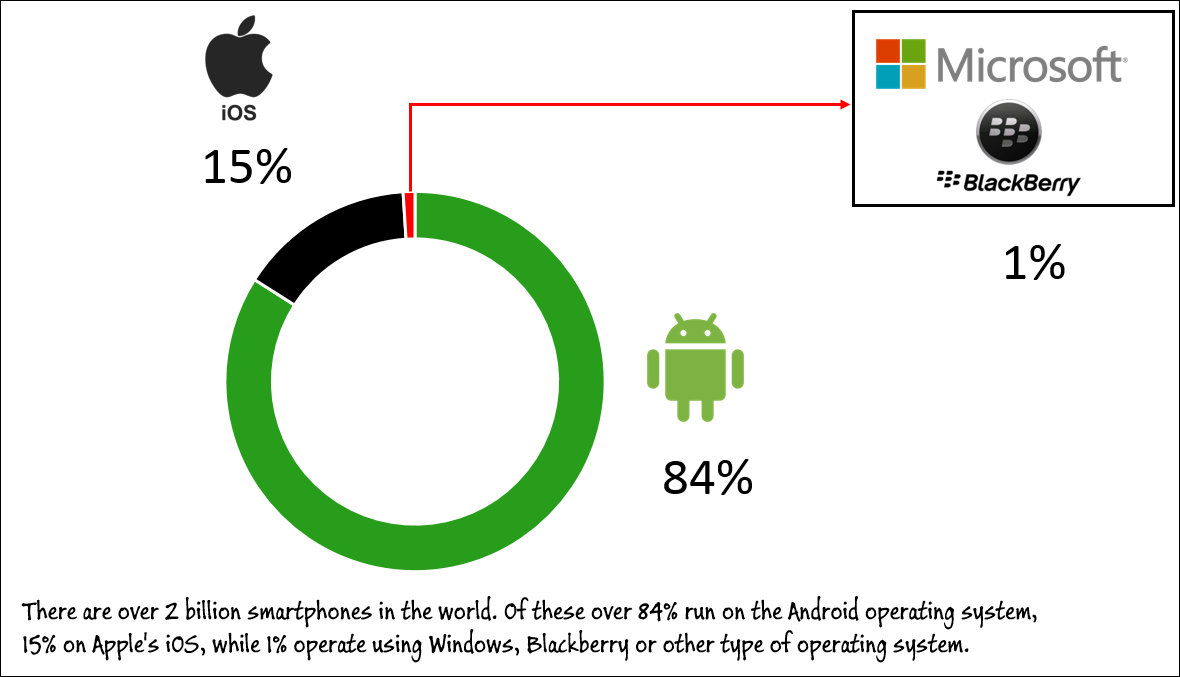 iOS
15%
Microsoft
BlackBerry
1%
84%
There are over 2 billion smartphones in the world. Of these over 84% run on the Android operating system,
15% on Apple's iOS, while 1% operate using Windows, Blackberry or other type of operating system.